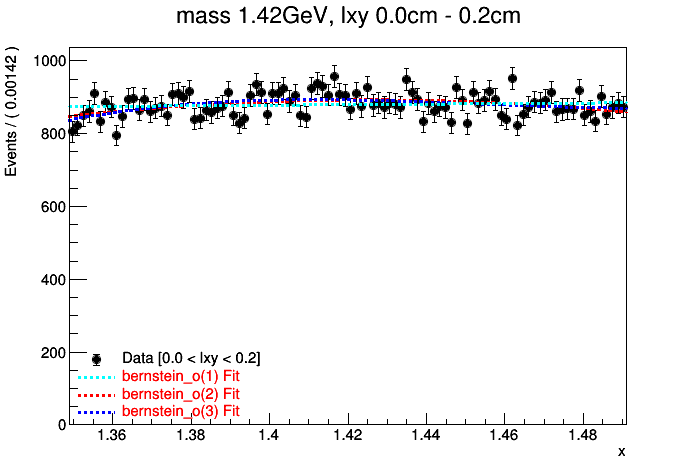 mass 1.42GeV, lxy 0.0cm - 0.2cm
Events / ( 0.00142 )
1000
800
600
400
200
0
Data [0.0 < lxy < 0.2]
bernstein_o(1) Fit
bernstein_o(2) Fit
bernstein_o(3) Fit
1.36 1.38 1.4 1.42 1.44 1.46 1.48
x